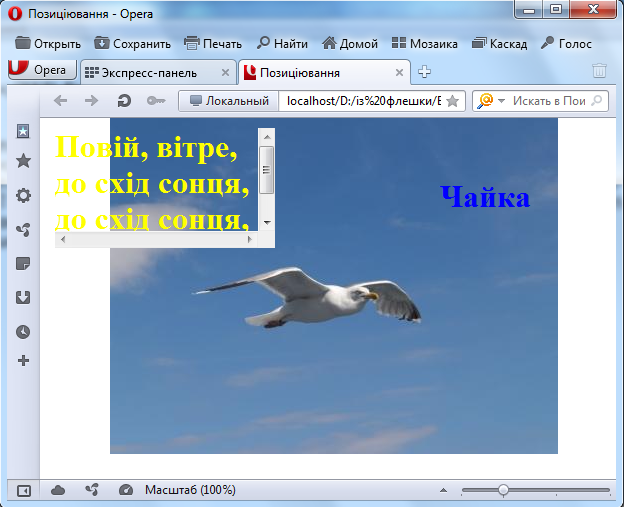 Позиціювання - Opera
Открыть Сохранить Печать Найти Домой Мозаика Каскад Голос
Opera Экспресс-панель Позиціювання
Локальный localhost/D:/із%20флешки/Е Искать в Пои
Повій, вітре,
до схід сонця,
до схід сонця,
Чайка
Масштаб (100%)